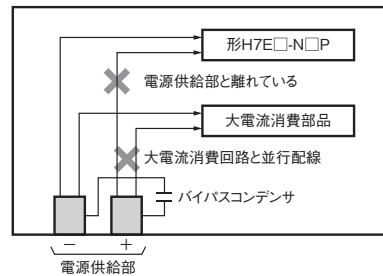 形H7E□-N□P
電源供給部と離れている
大電流消費部品
大電流消費回路と並行配線
バイパスコンデンサ
－ ＋
電源供給部